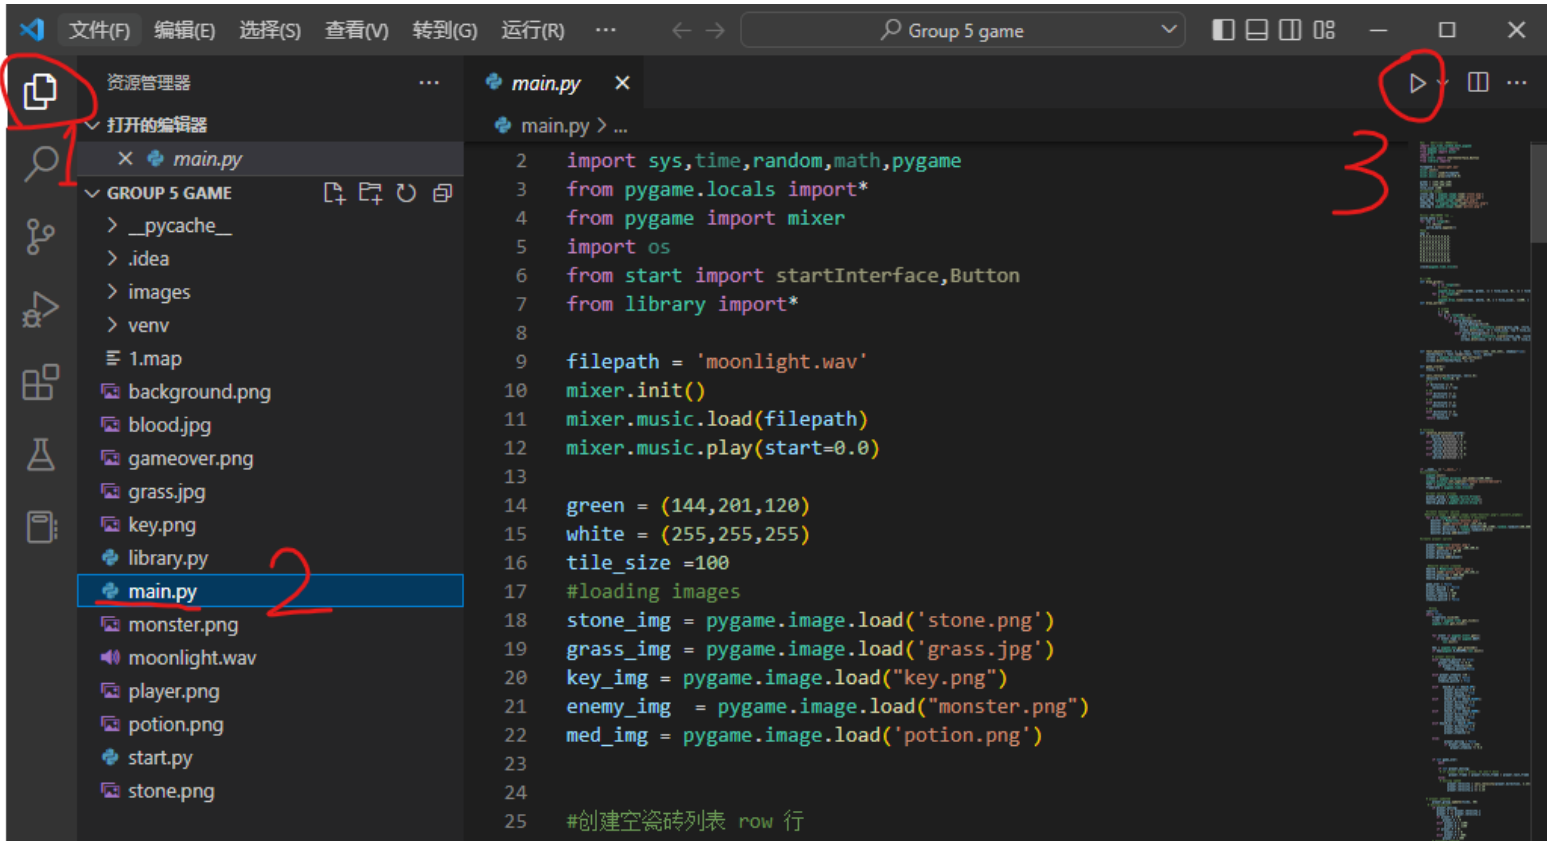 文件(F) 编辑(E) 选择(S) 查看(V) 转到(G) 运行(R) ··· Group 5 game
资源管理器 ···
打开的编辑器
main.py
GROUP 5 GAME
__pycache__
.idea
images
venv
1.map
background.png
blood.jpg
gameover.png
grass.jpg
key.png
library.py
main.py
monster.png
moonlight.wav
player.png
potion.png
start.py
stone.png
1
2
3
main.py
main.py > ...
2 import sys,time,random,math,pygame
3 from pygame.locals import*
4 from pygame import mixer
5 import os
6 from start import startInterface,Button
7 from library import*
8
9 filepath = 'moonlight.wav'
10 mixer.init()
11 mixer.music.load(filepath)
12 mixer.music.play(start=0.0)
13
14 green = (144,201,120)
15 white = (255,255,255)
16 tile_size =100
17 #loading images
18 stone_img = pygame.image.load('stone.png')
19 grass_img = pygame.image.load('grass.jpg')
20 key_img = pygame.image.load("key.png")
21 enemy_img  = pygame.image.load("monster.png")
22 med_img = pygame.image.load('potion.png')
23
24
25 #创建空瓷砖列表 row 行